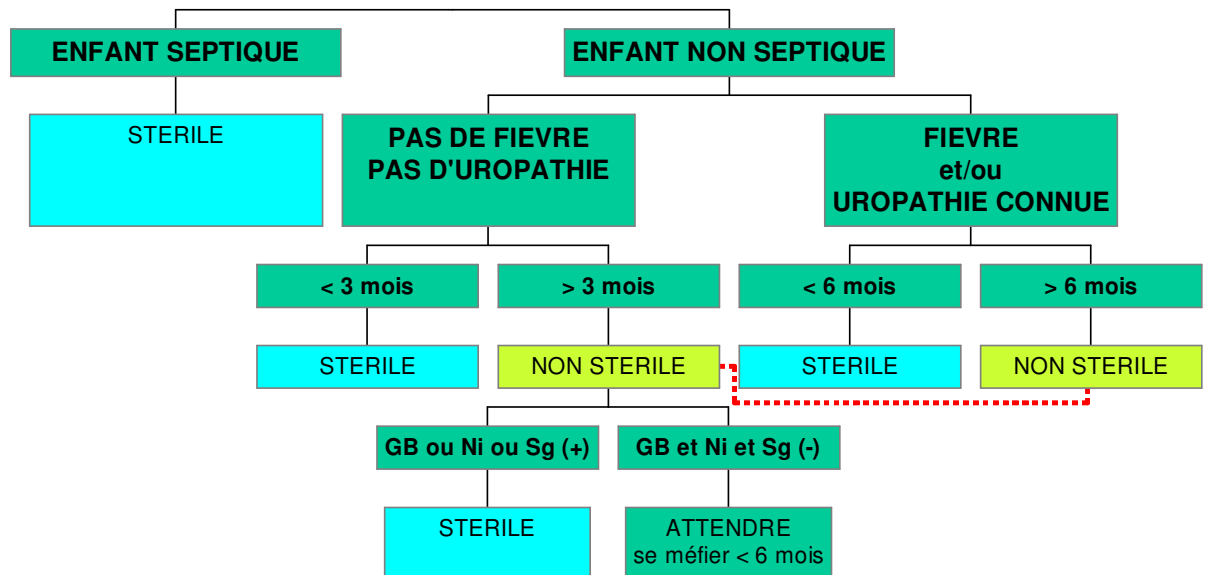 ENFANT SEPTIQUE
ENFANT NON SEPTIQUE
STERILE
PAS DE FIEVRE
PAS D'UROPATHIE
FIEVRE
et/ou
UROPATHIE CONNUE
< 3 mois
> 3 mois
< 6 mois
> 6 mois
STERILE
NON STERILE
STERILE
NON STERILE
GB ou Ni ou Sg (+)
GB et Ni et Sg (-)
STERILE
ATTENDRE
se méfier < 6 mois